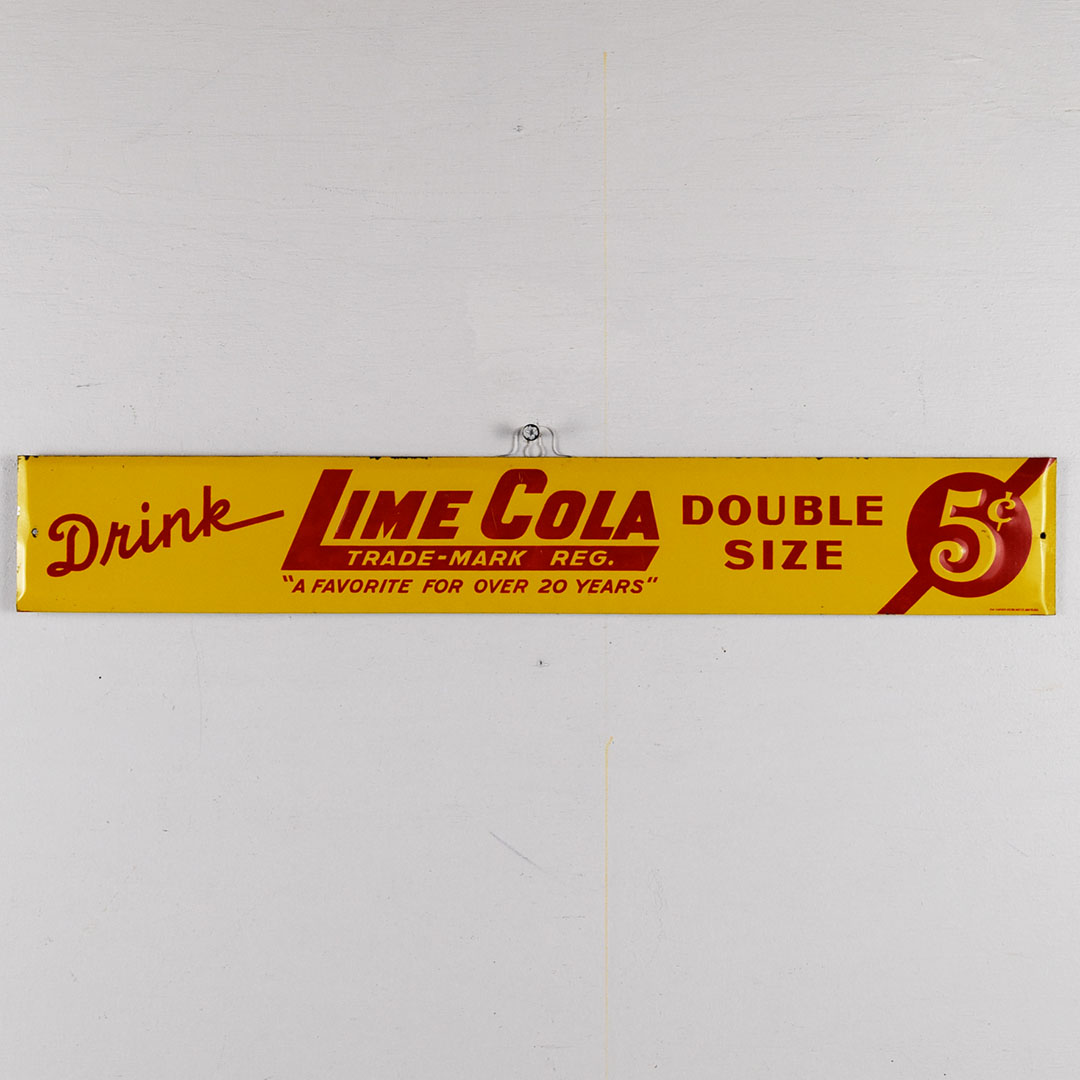 Drink
LIME COLA
TRADE-MARK REG.
"A FAVORITE FOR OVER 20 YEARS"
DOUBLE
SIZE
5¢